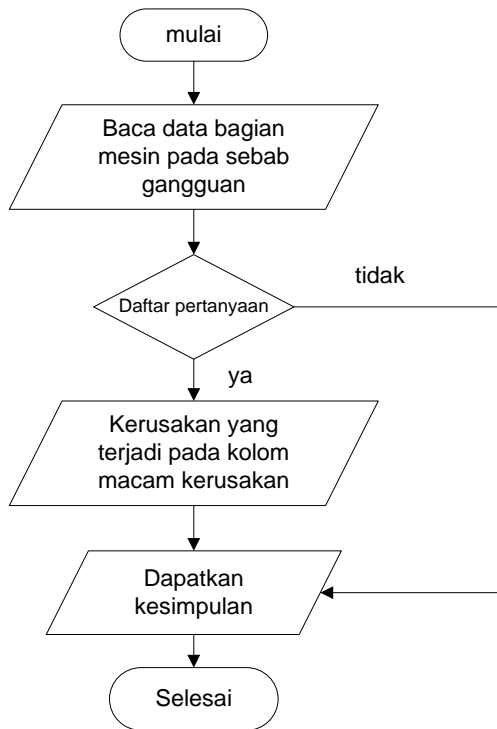 mulai
Baca data bagian
mesin pada sebab
gangguan
tidak
Daftar pertanyaan
ya
Kerusakan yang
terjadi pada kolom
macam kerusakan
Dapatkan
kesimpulan
Selesai